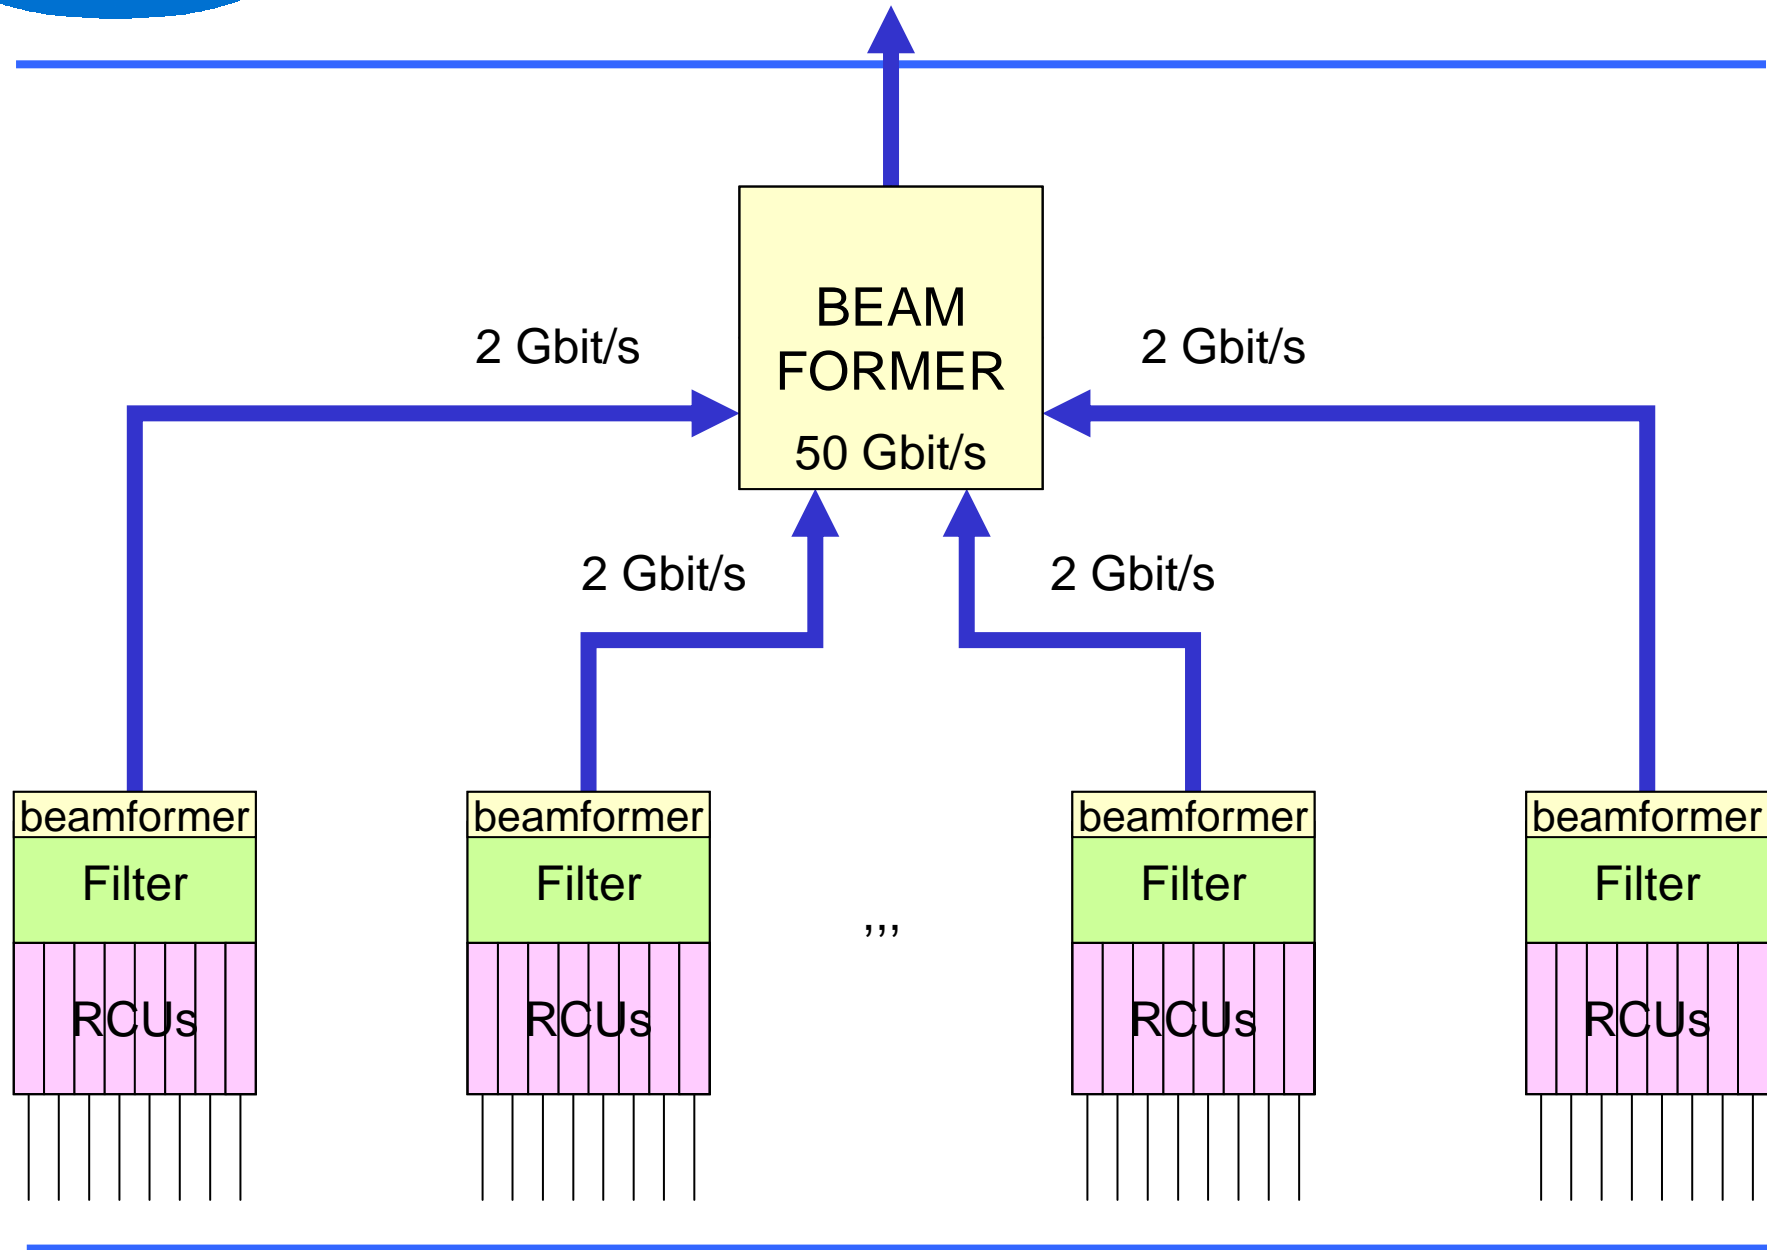 BEAM
FORMER
50 Gbit/s
2 Gbit/s
2 Gbit/s
2 Gbit/s
2 Gbit/s
beamformer
Filter
RCUs
beamformer
Filter
RCUs
,,,
beamformer
Filter
RCUs
beamformer
Filter
RCUs